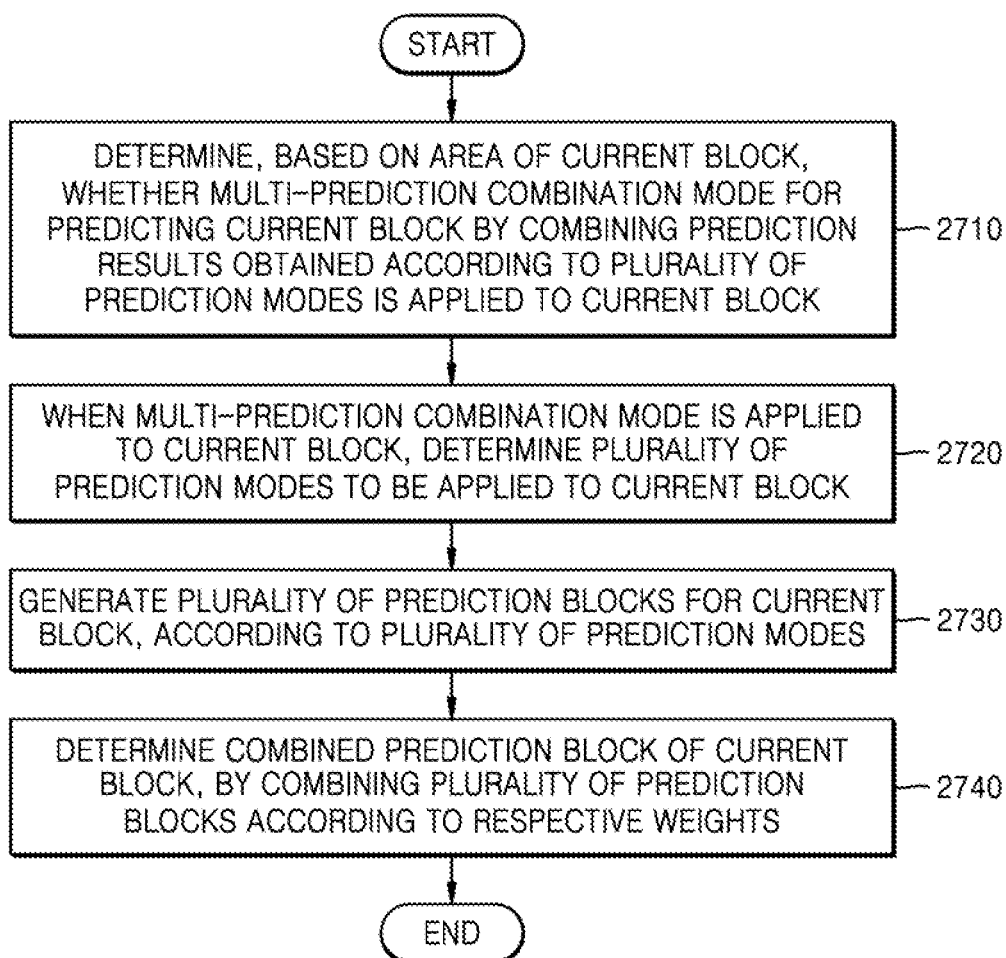 START
DETERMINE, BASED ON AREA OF CURRENT BLOCK,
WHETHER MULTI-PREDICTION COMBINATION MODE FOR
PREDICTING CURRENT BLOCK BY COMBINING PREDICTION
RESULTS OBTAINED ACCORDING TO PLURALITY OF
PREDICTION MODES IS APPLIED TO CURRENT BLOCK
2710
WHEN MULTI-PREDICTION COMBINATION MODE IS APPLIED
TO CURRENT BLOCK, DETERMINE PLURALITY OF
PREDICTION MODES TO BE APPLIED TO CURRENT BLOCK
2720
GENERATE PLURALITY OF PREDICTION BLOCKS FOR CURRENT
BLOCK, ACCORDING TO PLURALITY OF PREDICTION MODES
2730
DETERMINE COMBINED PREDICTION BLOCK OF CURRENT
BLOCK, BY COMBINING PLURALITY OF PREDICTION
BLOCKS ACCORDING TO RESPECTIVE WEIGHTS
2740
END